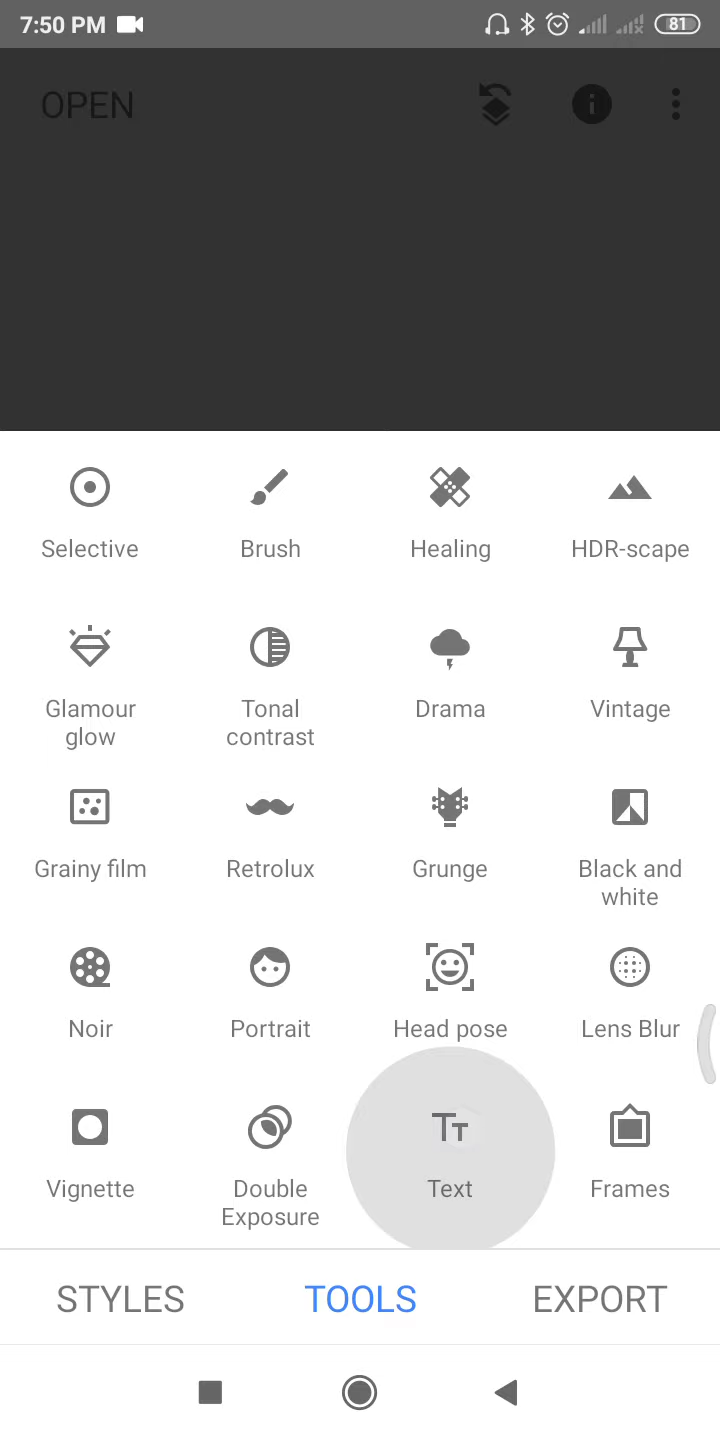 7:50 PM
81
OPEN
Selective
Brush
Healing
HDR-scape
Glamour
glow
Tonal
contrast
Drama
Vintage
Grainy film
Retrolux
Grunge
Black and
white
Noir
Portrait
Head pose
Lens Blur
Vignette
Double
Exposure
Tt
Text
Frames
STYLES
TOOLS
EXPORT